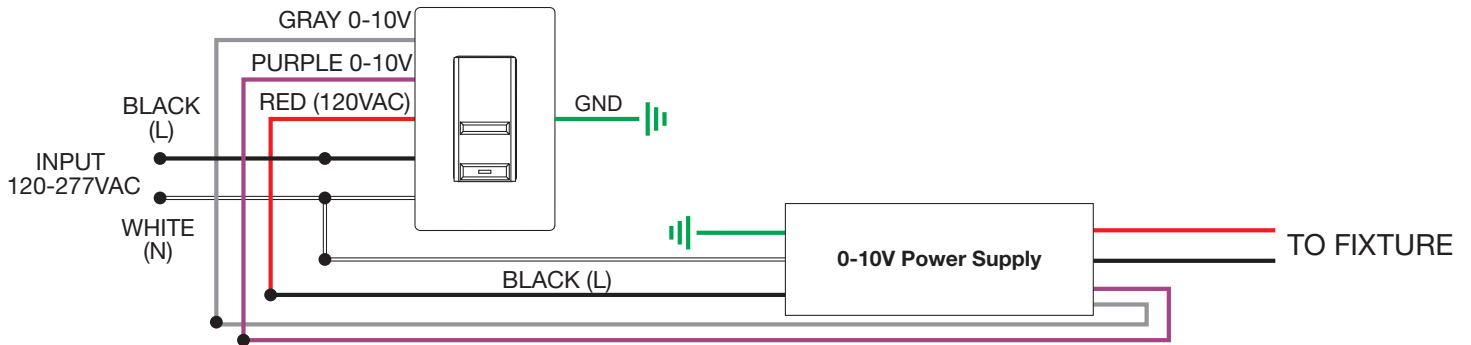 GRAY 0-10V
PURPLE 0-10V
RED (120VAC)
GND
BLACK
(L)
INPUT
120-277VAC
WHITE
(N)
BLACK (L)
0-10V Power Supply
TO FIXTURE